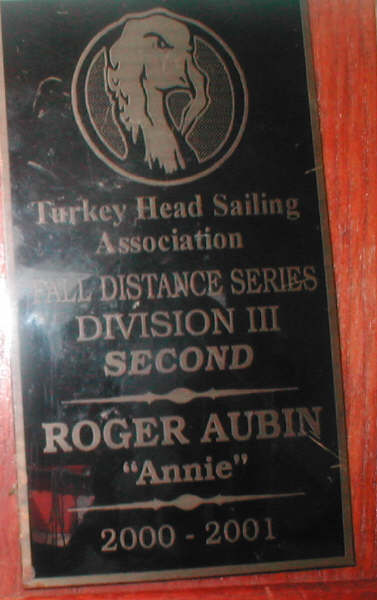 Turkey Head Sailing
Association
FALL DISTANCE SERIES
DIVISION III
SECOND
ROGER AUBIN
"Annie"
2000 - 2001